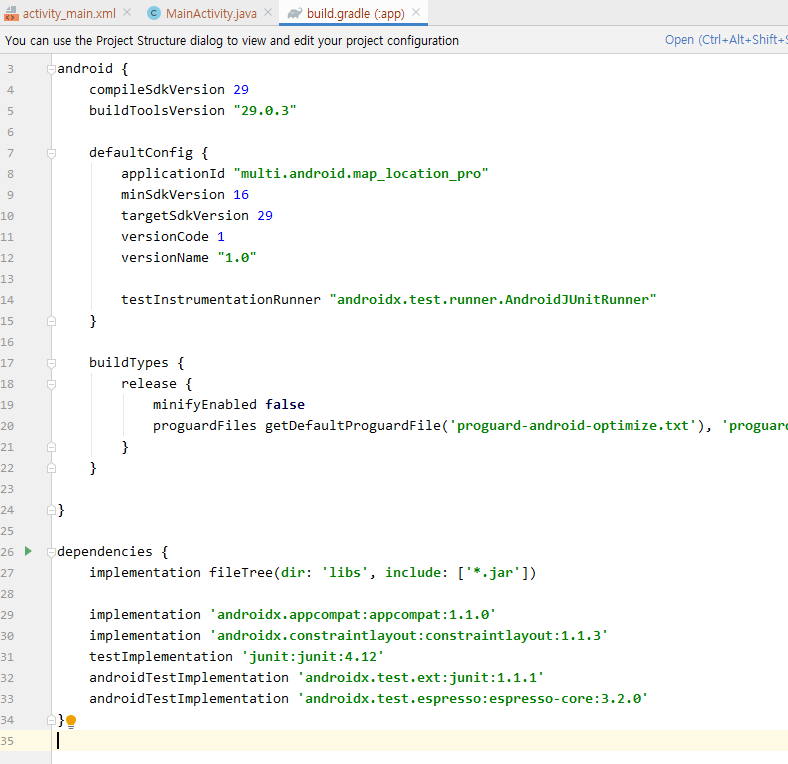 activity_main.xml MainActivity.java build.gradle (:app)
You can use the Project Structure dialog to view and edit your project configuration Open (Ctrl+Alt+Shift+
3 android {
4 compileSdkVersion 29
5 buildToolsVersion "29.0.3"
6
7 defaultConfig {
8 applicationId "multi.android.map_location_pro"
9 minSdkVersion 16
10 targetSdkVersion 29
11 versionCode 1
12 versionName "1.0"
13
14 testInstrumentationRunner "androidx.test.runner.AndroidJUnitRunner"
15 }
16
17 buildTypes {
18 release {
19 minifyEnabled false
20 proguardFiles getDefaultProguardFile('proguard-android-optimize.txt'), 'proguard
21 }
22 }
23
24 }
25
26 dependencies {
27 implementation fileTree(dir: 'libs', include: ['*.jar'])
28
29 implementation 'androidx.appcompat:appcompat:1.1.0'
30 implementation 'androidx.constraintlayout:constraintlayout:1.1.3'
31 testImplementation 'junit:junit:4.12'
32 androidTestImplementation 'androidx.test.ext:junit:1.1.1'
33 androidTestImplementation 'androidx.test.espresso:espresso-core:3.2.0'
34 }
35